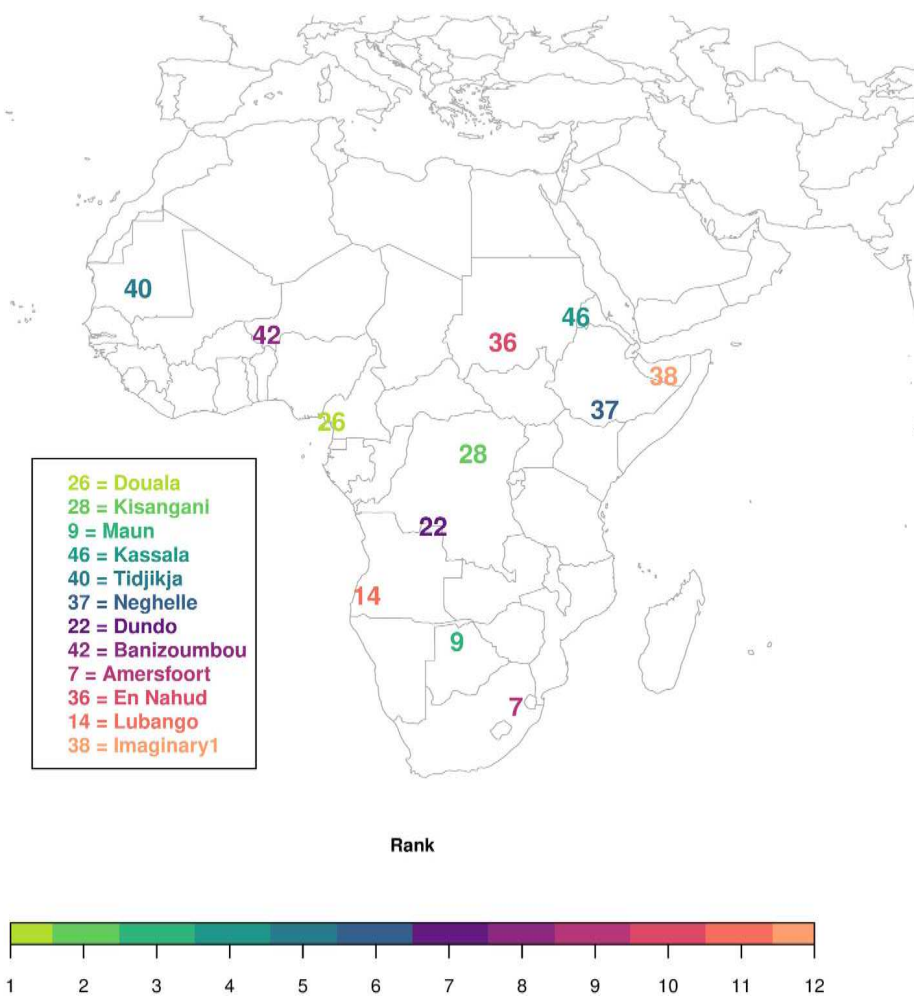 40
46
42
36
38
37
26
28
22
14
9
7
26 = Douala
28 = Kisangani
9 = Maun
46 = Kassala
40 = Tidjikja
37 = Neghelle
22 = Dundo
42 = Banizoumbou
7 = Amersfoort
36 = En Nahud
14 = Lubango
38 = Imaginary1
Rank
1 2 3 4 5 6 7 8 9 10 11 12